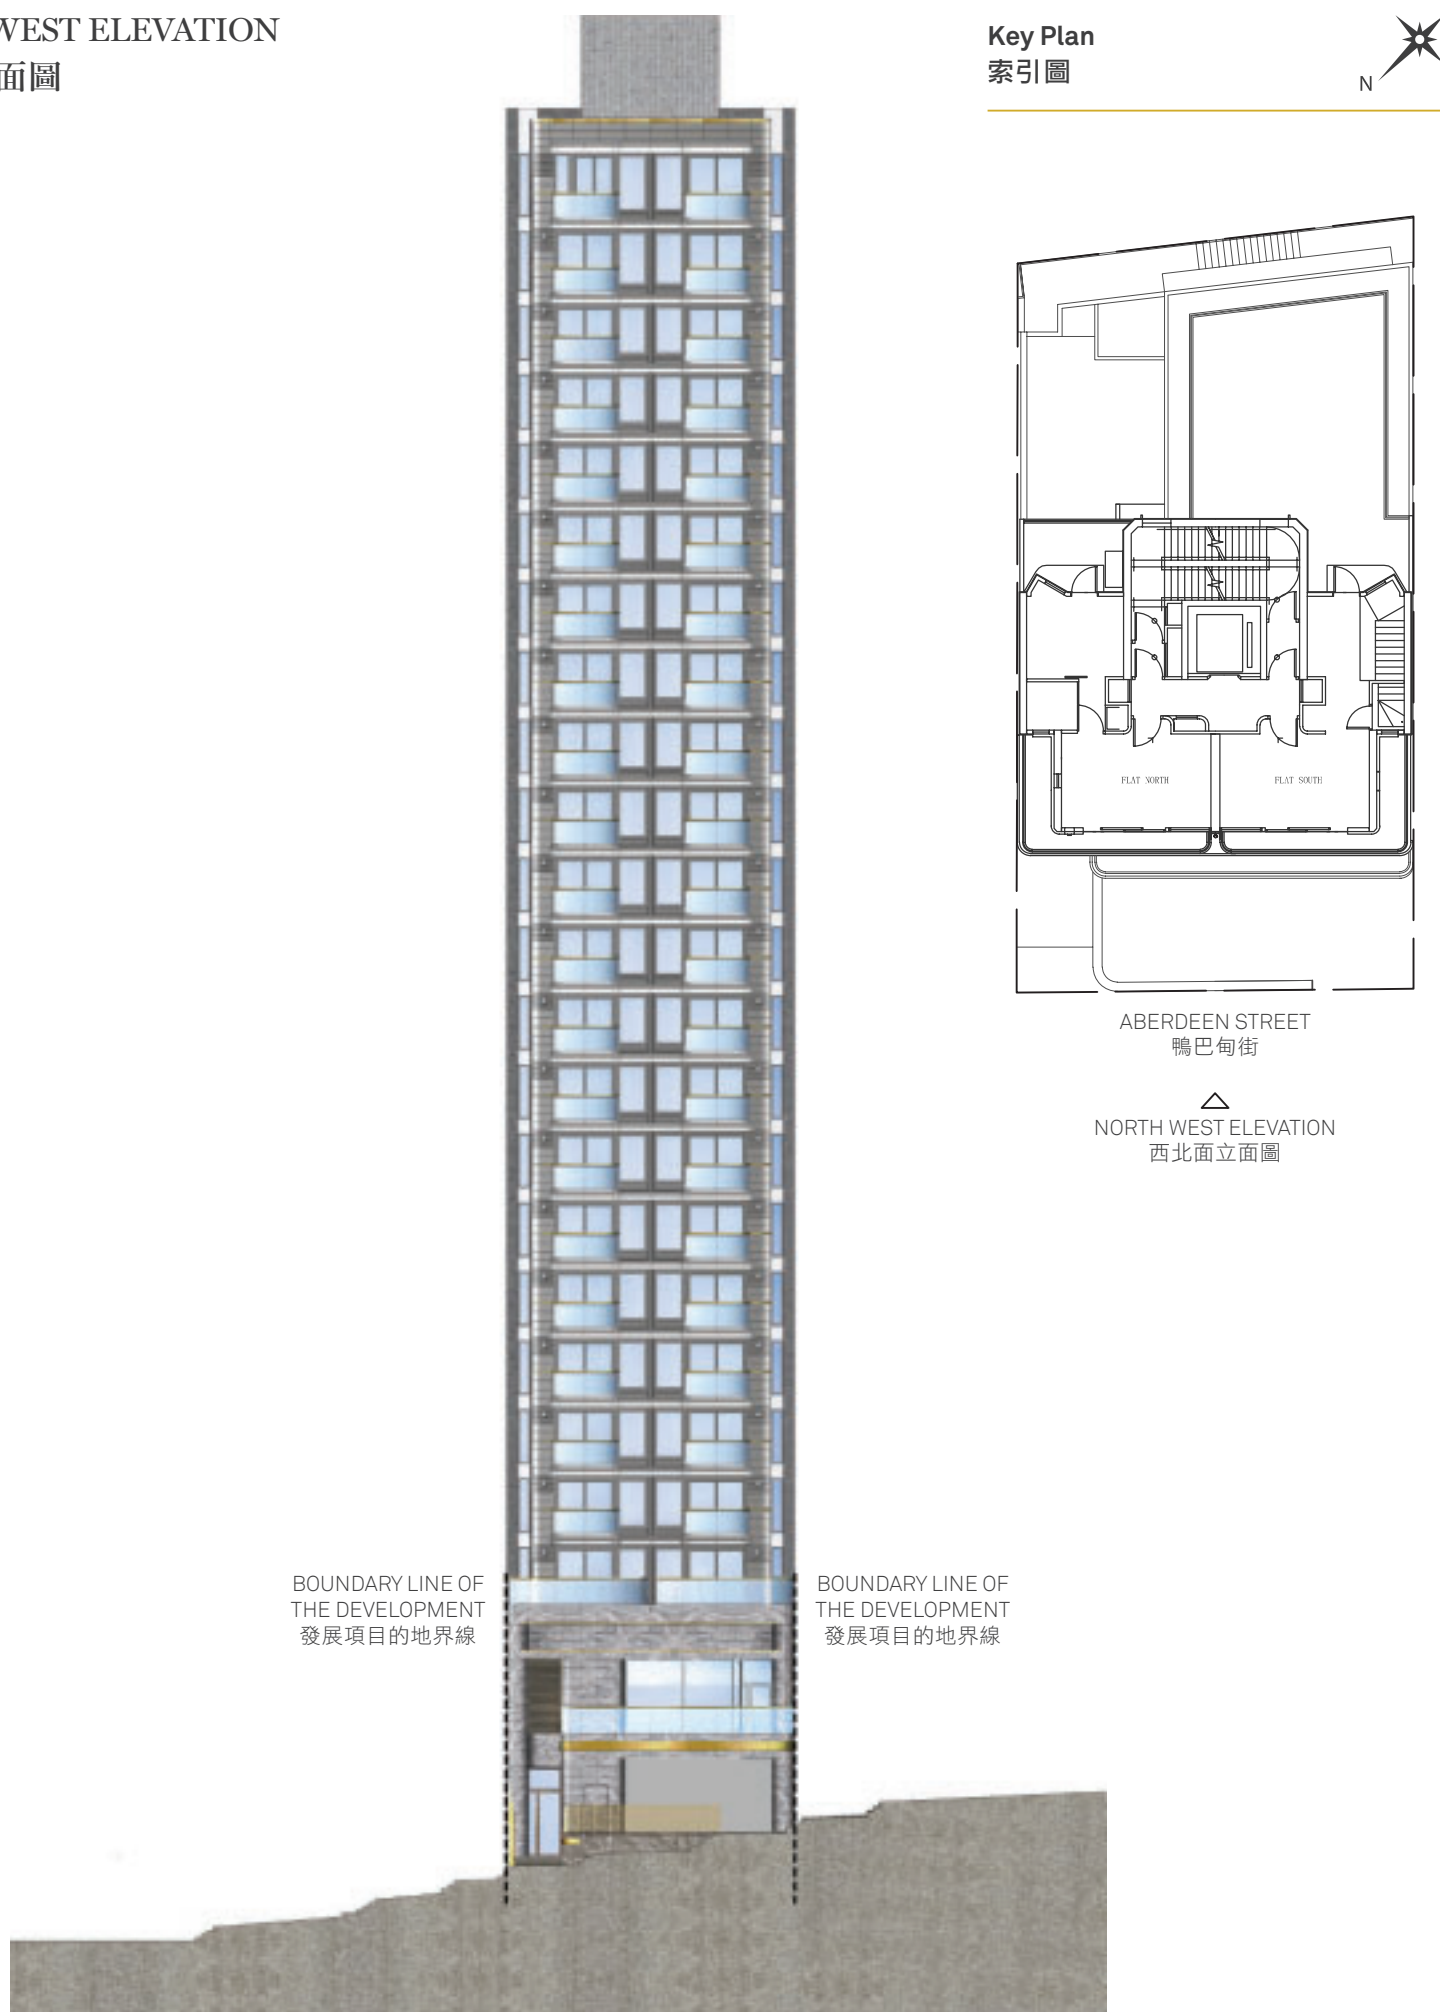 WEST ELEVATION
面圖
Key Plan
索引圖
N
FLAT NORTH
FLAT SOUTH
ABERDEEN STREET
鴨巴甸街
NORTH WEST ELEVATION
西北面立面圖
BOUNDARY LINE OF
THE DEVELOPMENT
發展項目的地界線
BOUNDARY LINE OF
THE DEVELOPMENT
發展項目的地界線